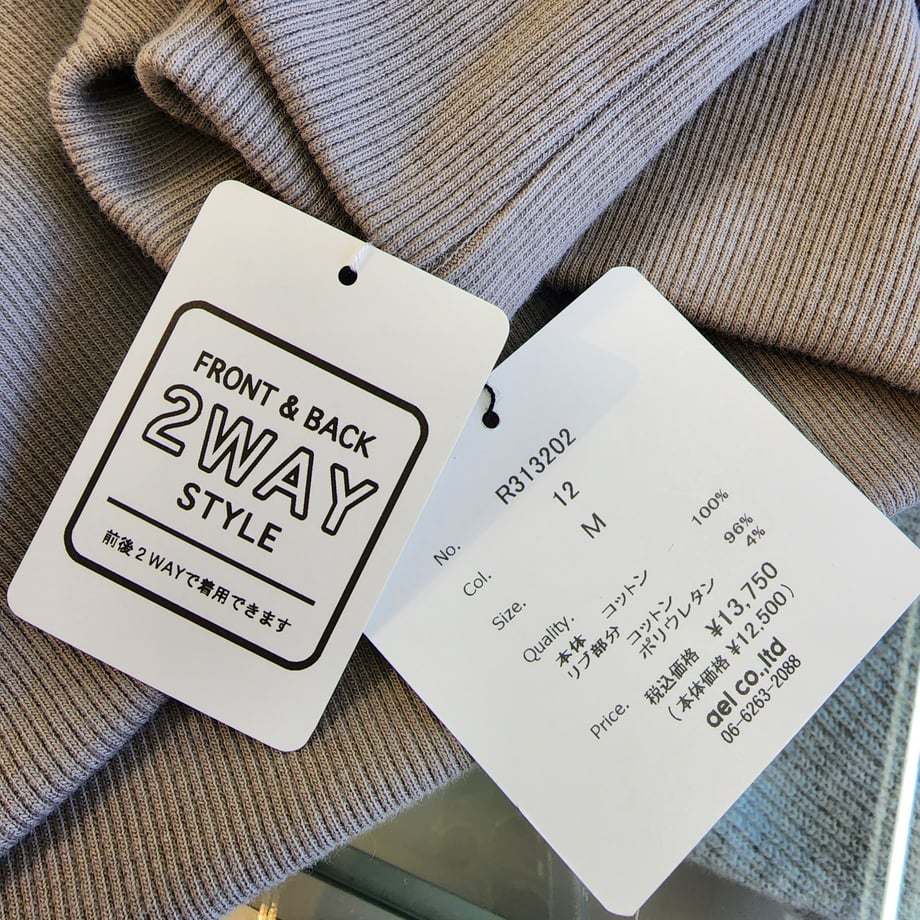 FRONT & BACK
2WAY
STYLE
前後2WAYで着用できます
No. R313202
Col. 12
Size. M
Quality.
本体 コットン 100%
リブ部分 コットン 96%
ポリウレタン 4%
Price. 税込価格 ¥13,750
(本体価格 ¥12,500)
ael co.,ltd
06-6263-2088